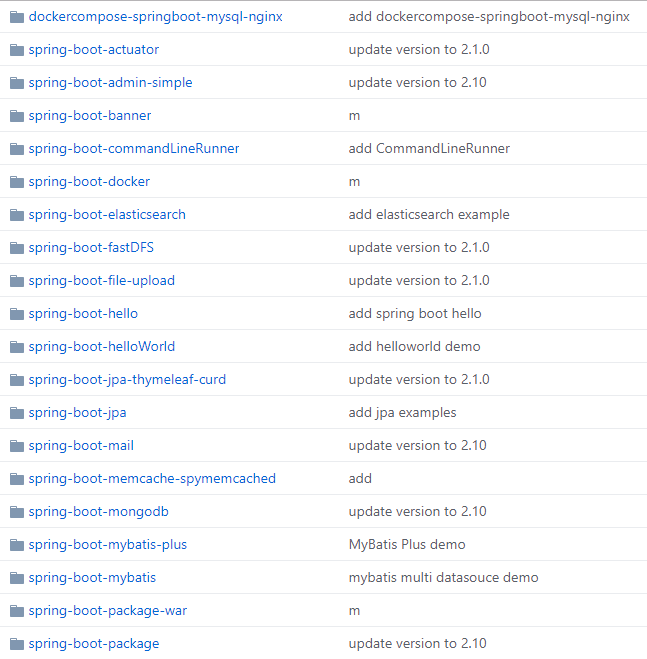 dockercompose-springboot-mysql-nginx add dockercompose-springboot-mysql-nginx
spring-boot-actuator update version to 2.1.0
spring-boot-admin-simple update version to 2.10
spring-boot-banner m
spring-boot-commandLineRunner add CommandLineRunner
spring-boot-docker m
spring-boot-elasticsearch add elasticsearch example
spring-boot-fastDFS update version to 2.1.0
spring-boot-file-upload update version to 2.1.0
spring-boot-hello add spring boot hello
spring-boot-helloWorld add helloworld demo
spring-boot-jpa-thymeleaf-curd update version to 2.1.0
spring-boot-jpa add jpa examples
spring-boot-mail update version to 2.10
spring-boot-memcache-spymemcached add
spring-boot-mongodb update version to 2.10
spring-boot-mybatis-plus MyBatis Plus demo
spring-boot-mybatis mybatis multi datasouce demo
spring-boot-package-war m
spring-boot-package update version to 2.10